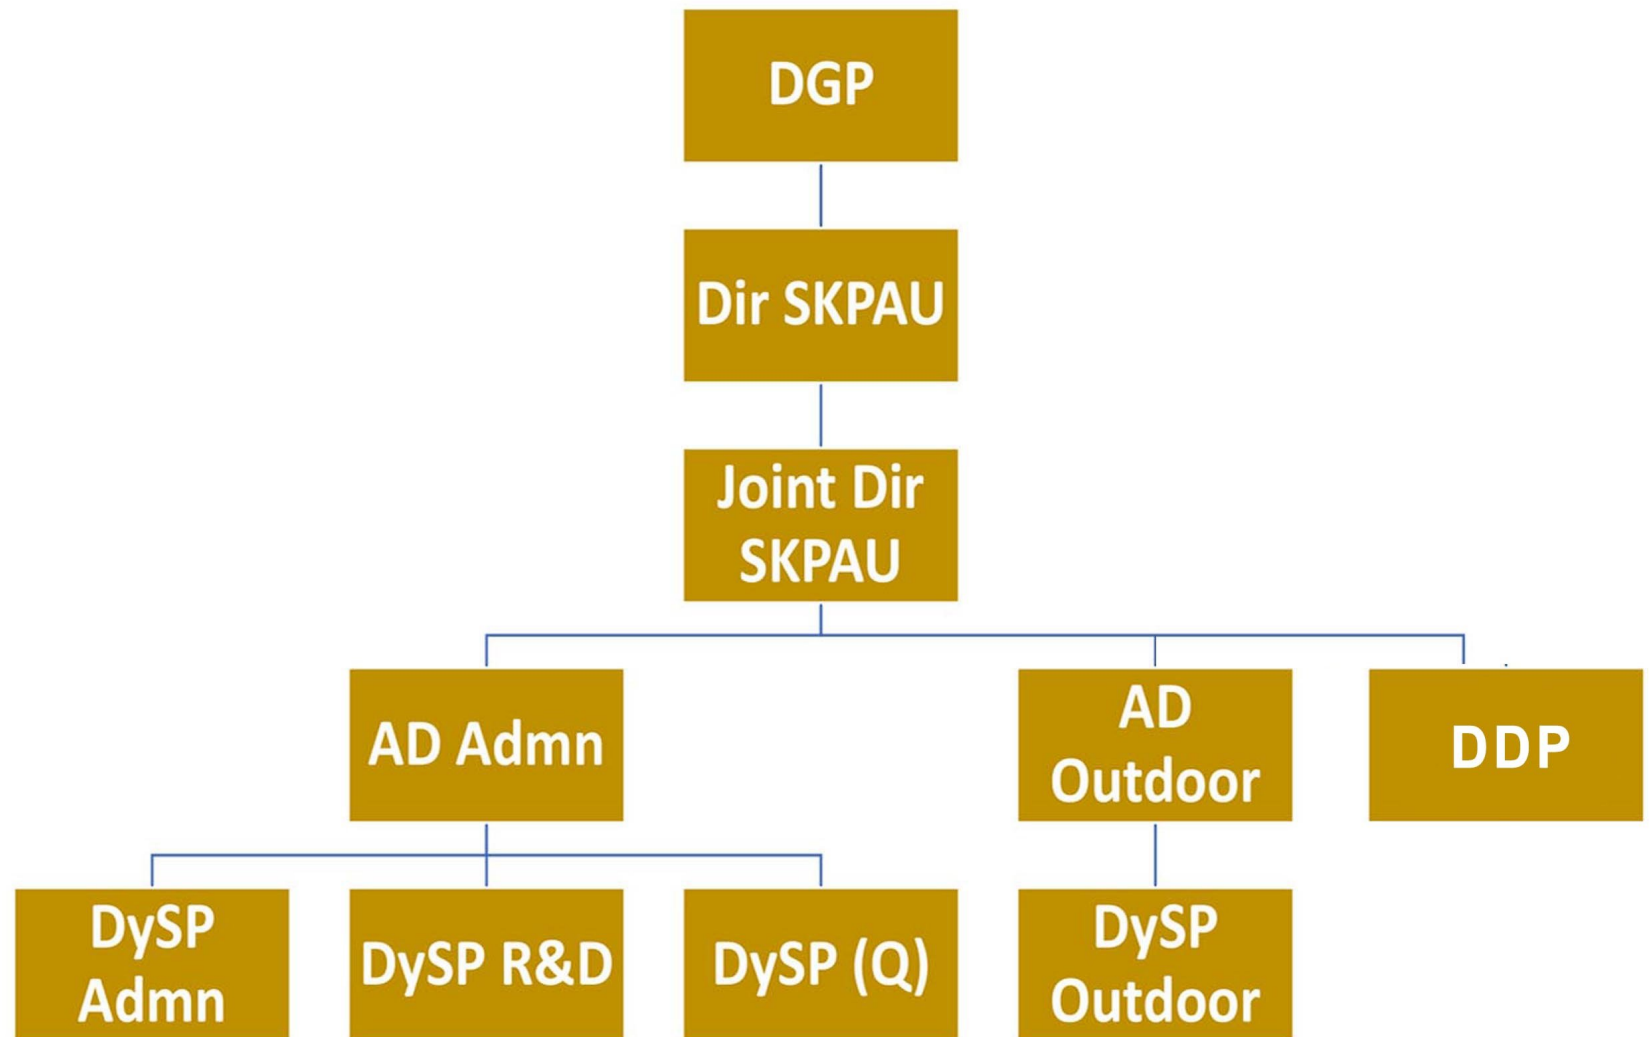 DGP
Dir SKPAU
Joint Dir
SKPAU
AD Admn
AD
Outdoor
DDP
DySP
Admn
DySP R&D
DySP (Q)
DySP
Outdoor